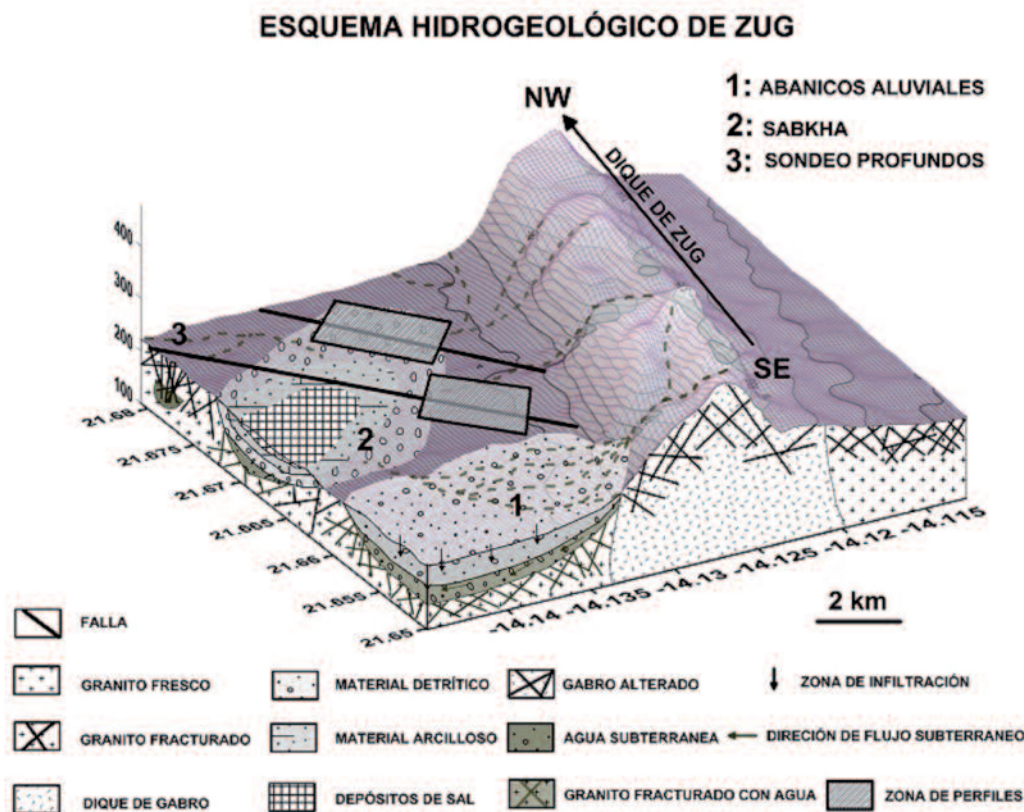 ESQUEMA HIDROGEOLÓGICO DE ZUG
1: ABANICOS ALUVIALES
2: SABKHA
3: SONDEO PROFUNDOS
NW
DIQUE DE ZUG
SE
400
300
200
100
3
2
1
21.68
21.675
21.67
21.665
21.66
21.655
21.65
-14.14
-14.135
-14.13
-14.125
-14.12
-14.115
2 km
FALLA
GRANITO FRESCO
MATERIAL DETRÍTICO
GABRO ALTERADO
ZONA DE INFILTRACIÓN
GRANITO FRACTURADO
MATERIAL ARCILLOSO
AGUA SUBTERRANEA
DIRECIÓN DE FLUJO SUBTERRANEO
DIQUE DE GABRO
DEPÓSITOS DE SAL
GRANITO FRACTURADO CON AGUA
ZONA DE PERFILES